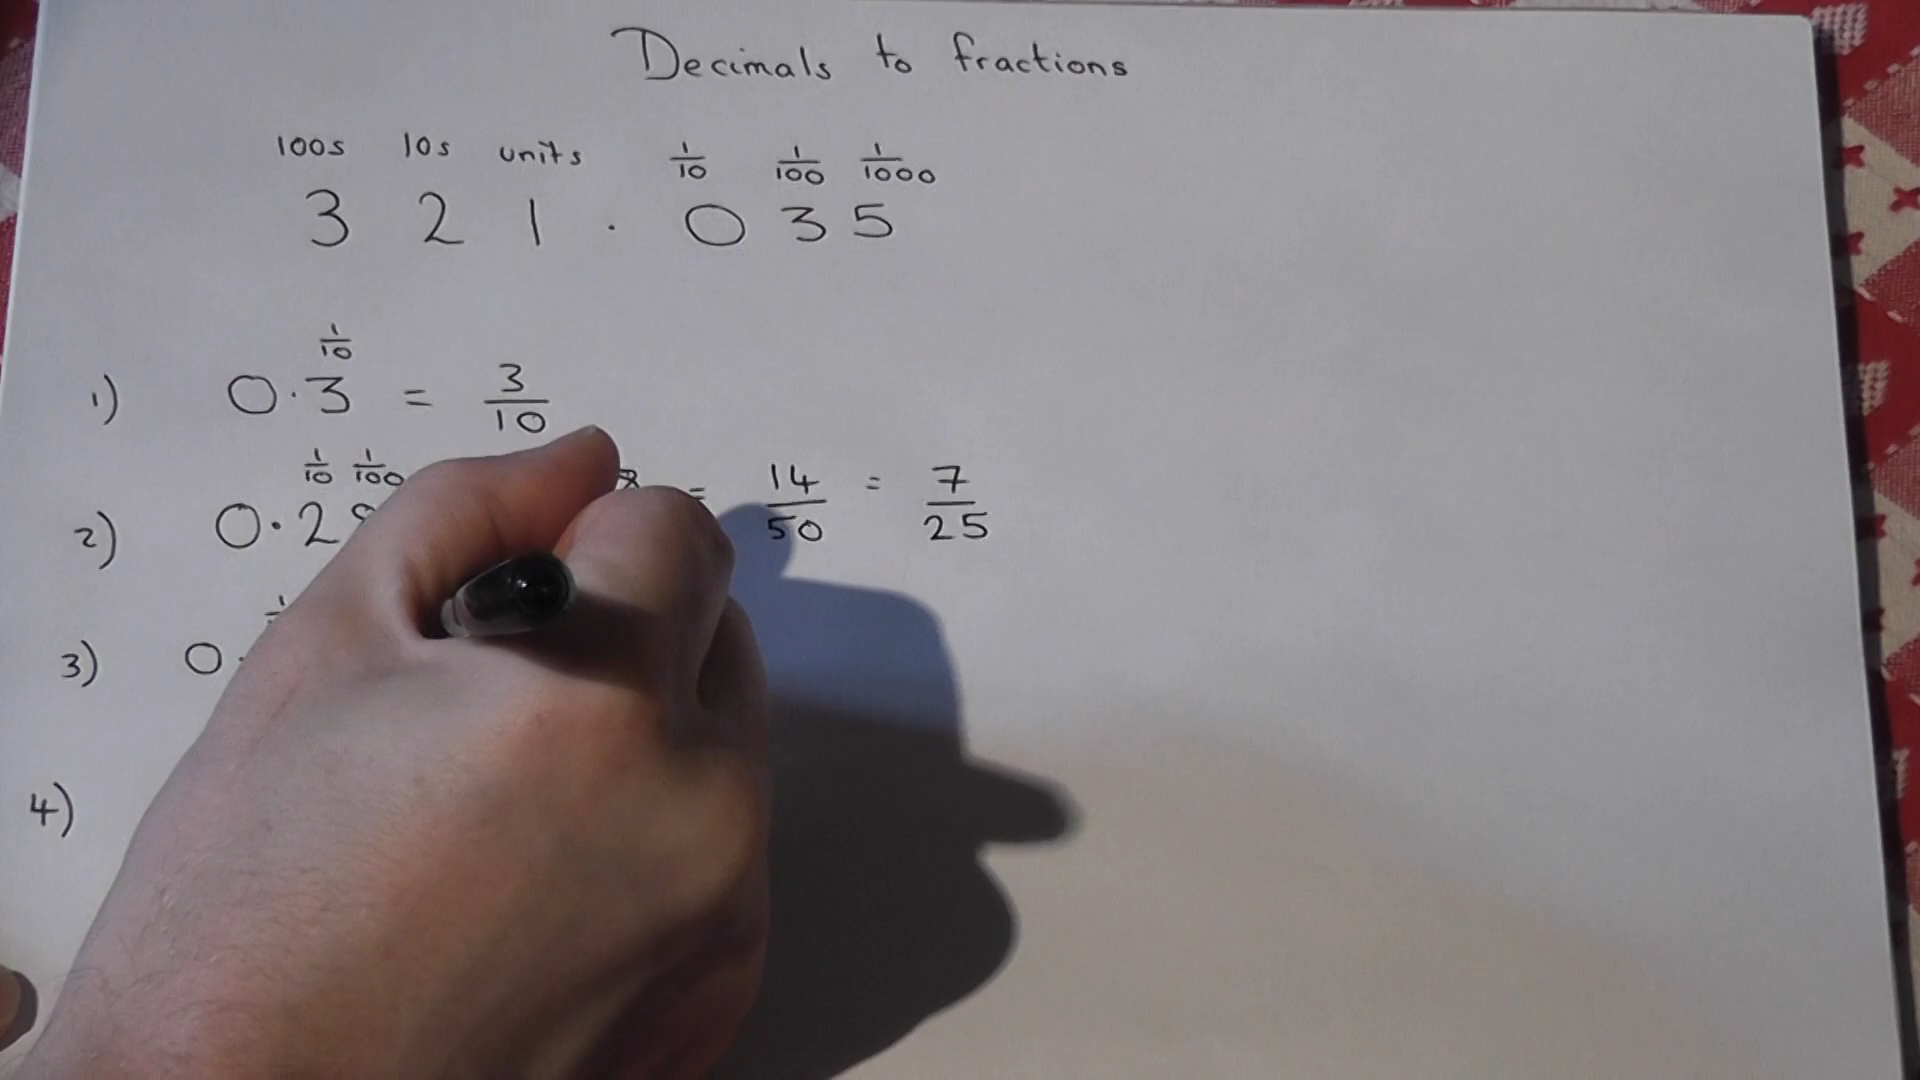 Decimals to fractions
100s 10s units 1/10 1/100 1/1000
3 2 1 . 0 3 5
1/10
1) 0.3 = 3/10
1/10 1/100
2) 0.28 = 14/50 = 7/25
3) 0.
4)